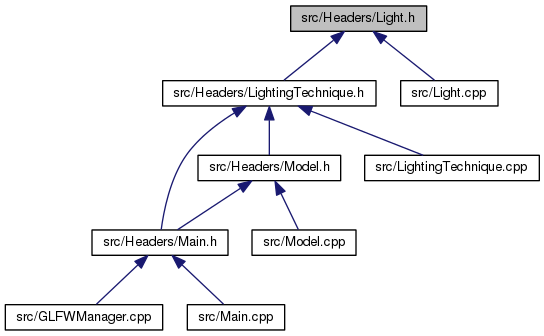 src/Headers/Light.h
src/Headers/LightingTechnique.h
src/Light.cpp
src/Headers/Model.h
src/LightingTechnique.cpp
src/Headers/Main.h
src/Model.cpp
src/GLFWManager.cpp
src/Main.cpp